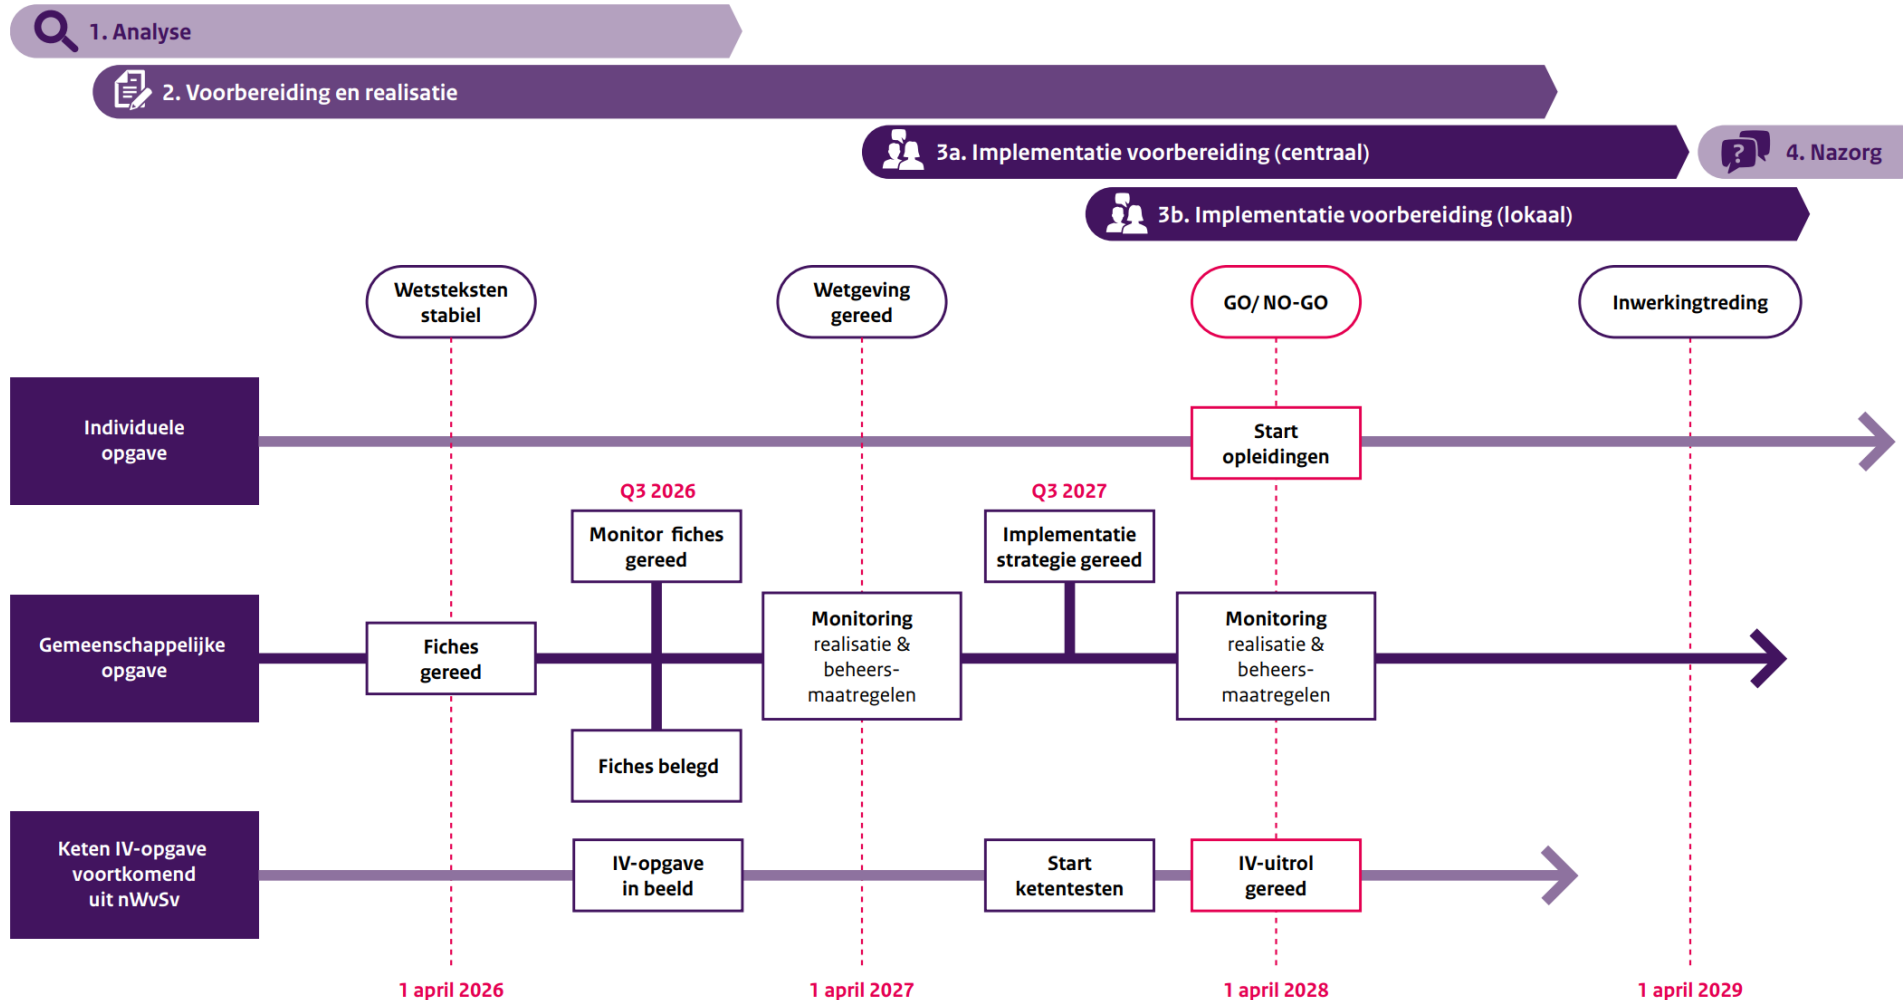 1. Analyse
2. Voorbereiding en realisatie
3a. Implementatie voorbereiding (centraal)
4. Nazorg
3b. Implementatie voorbereiding (lokaal)
Wetsteksten
stabiel
Wetgeving
gereed
GO/ NO-GO
Inwerkingtreding
Individuele
opgave
Start
opleidingen
Q3 2026
Q3 2027
Monitor fiches
gereed
Implementatie
strategie gereed
Gemeenschappelijke
opgave
Fiches
gereed
Monitoring
realisatie &
beheers-
maatregelen
Monitoring
realisatie &
beheers-
maatregelen
Fiches belegd
Keten IV-opgave
voortkomend
uit nWvSv
IV-opgave
in beeld
Start
ketentesten
IV-uitrol
gereed
1 april 2026
1 april 2027
1 april 2028
1 april 2029